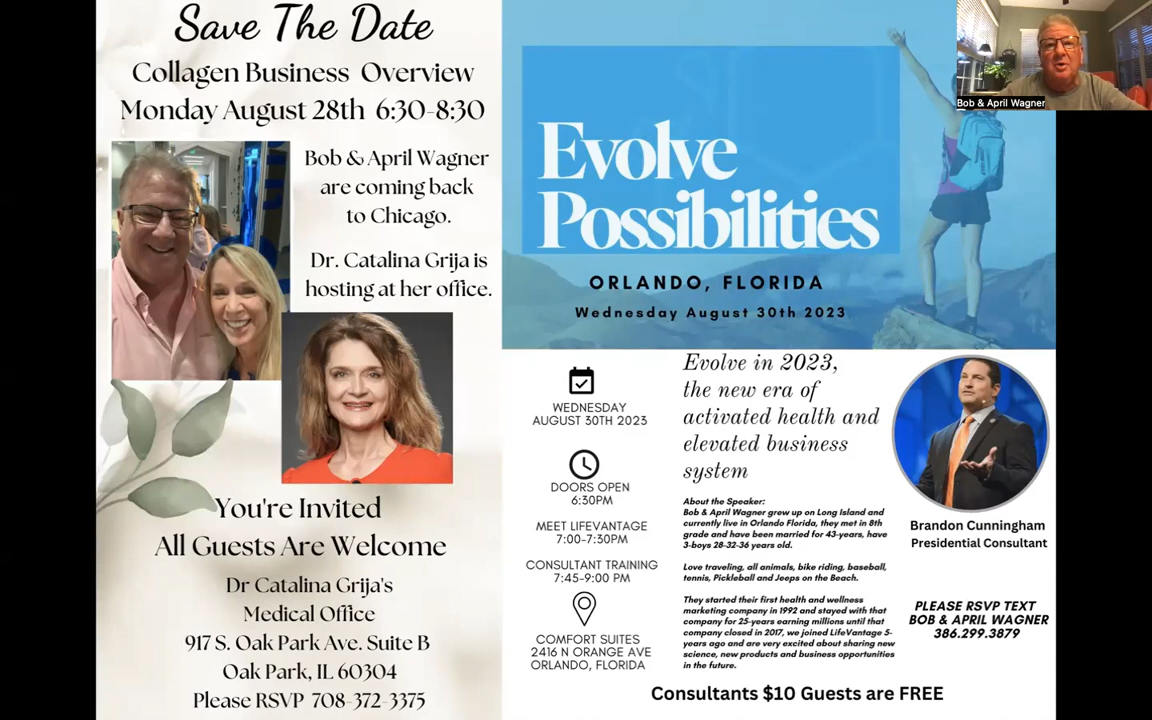 Save The Date
Collagen Business Overview
Monday August 28th 6:30-8:30
Bob & April Wagner
are coming back
to Chicago.
Dr. Catalina Grija is
hosting at her office.
You're Invited
All Guests Are Welcome
Dr Catalina Grija's
Medical Office
917 S. Oak Park Ave. Suite B
Oak Park, IL 60304
Please RSVP 708-372-3375
Evolve
Possibilities
ORLANDO, FLORIDA
Wednesday August 30th 2023
WEDNESDAY
AUGUST 30TH 2023
DOORS OPEN
6:30PM
MEET LIFEVANTAGE
7:00-7:30PM
CONSULTANT TRAINING
7:45-9:00 PM
COMFORT SUITES
2416 N ORANGE AVE
ORLANDO, FLORIDA
Evolve in 2023,
the new era of
activated health and
elevated business
system
About the Speaker:
Bob & April Wagner grew up on Long Island and
currently live in Orlando Florida, they met in 8th
grade and have been married for 43-years, have
3-boys 28-32-36 years old.
Love traveling, all animals, bike riding, baseball,
tennis, Pickleball and Jeeps on the Beach.
They started their first health and wellness
marketing company in 1992 and stayed with that
company for 25-years earning millions until that
company closed in 2017, we joined LifeVantage 5-
years ago and are very excited about sharing new
science, new products and business opportunities
in the future.
Brandon Cunningham
Presidential Consultant
PLEASE RSVP TEXT
BOB & APRIL WAGNER
386.299.3879
Consultants $10 Guests are FREE
Bob & April Wagner